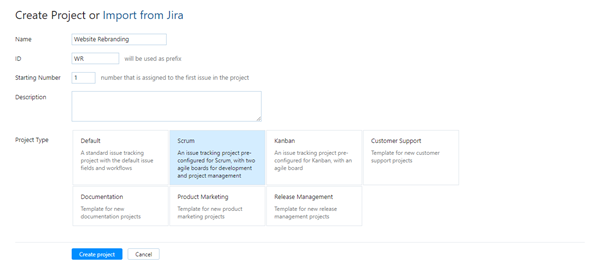 Create Project or Import from Jira
Name Website Rebranding
ID WR will be used as prefix
Starting Number 1 number that is assigned to the first issue in the project
Description
Project Type
Default
A standard issue tracking
project with the default issue
fields and workflows
Scrum
An issue tracking project pre-
configured for Scrum, with two
agile boards for development
and project management
Kanban
An issue tracking project pre-
configured for Kanban, with an
agile board
Customer Support
Template for new customer
support projects
Documentation
Template for new
documentation projects
Product Marketing
Template for new product
marketing projects
Release Management
Template for new release
management projects
Create project Cancel